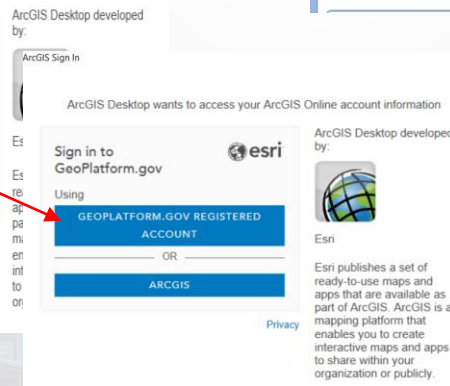 ArcGIS Desktop developed
by:
ArcGIS Sign In
ArcGIS Desktop wants to access your ArcGIS Online account information
Sign in to
GeoPlatform.gov
esri
Using
GEOPLATFORM.GOV REGISTERED
ACCOUNT
OR
ARCGIS
Privacy
ArcGIS Desktop developed
by:
Esri
Esri publishes a set of
ready-to-use maps and
apps that are available as
part of ArcGIS. ArcGIS is a
mapping platform that
enables you to create
interactive maps and apps
to share within your
organization or publicly.